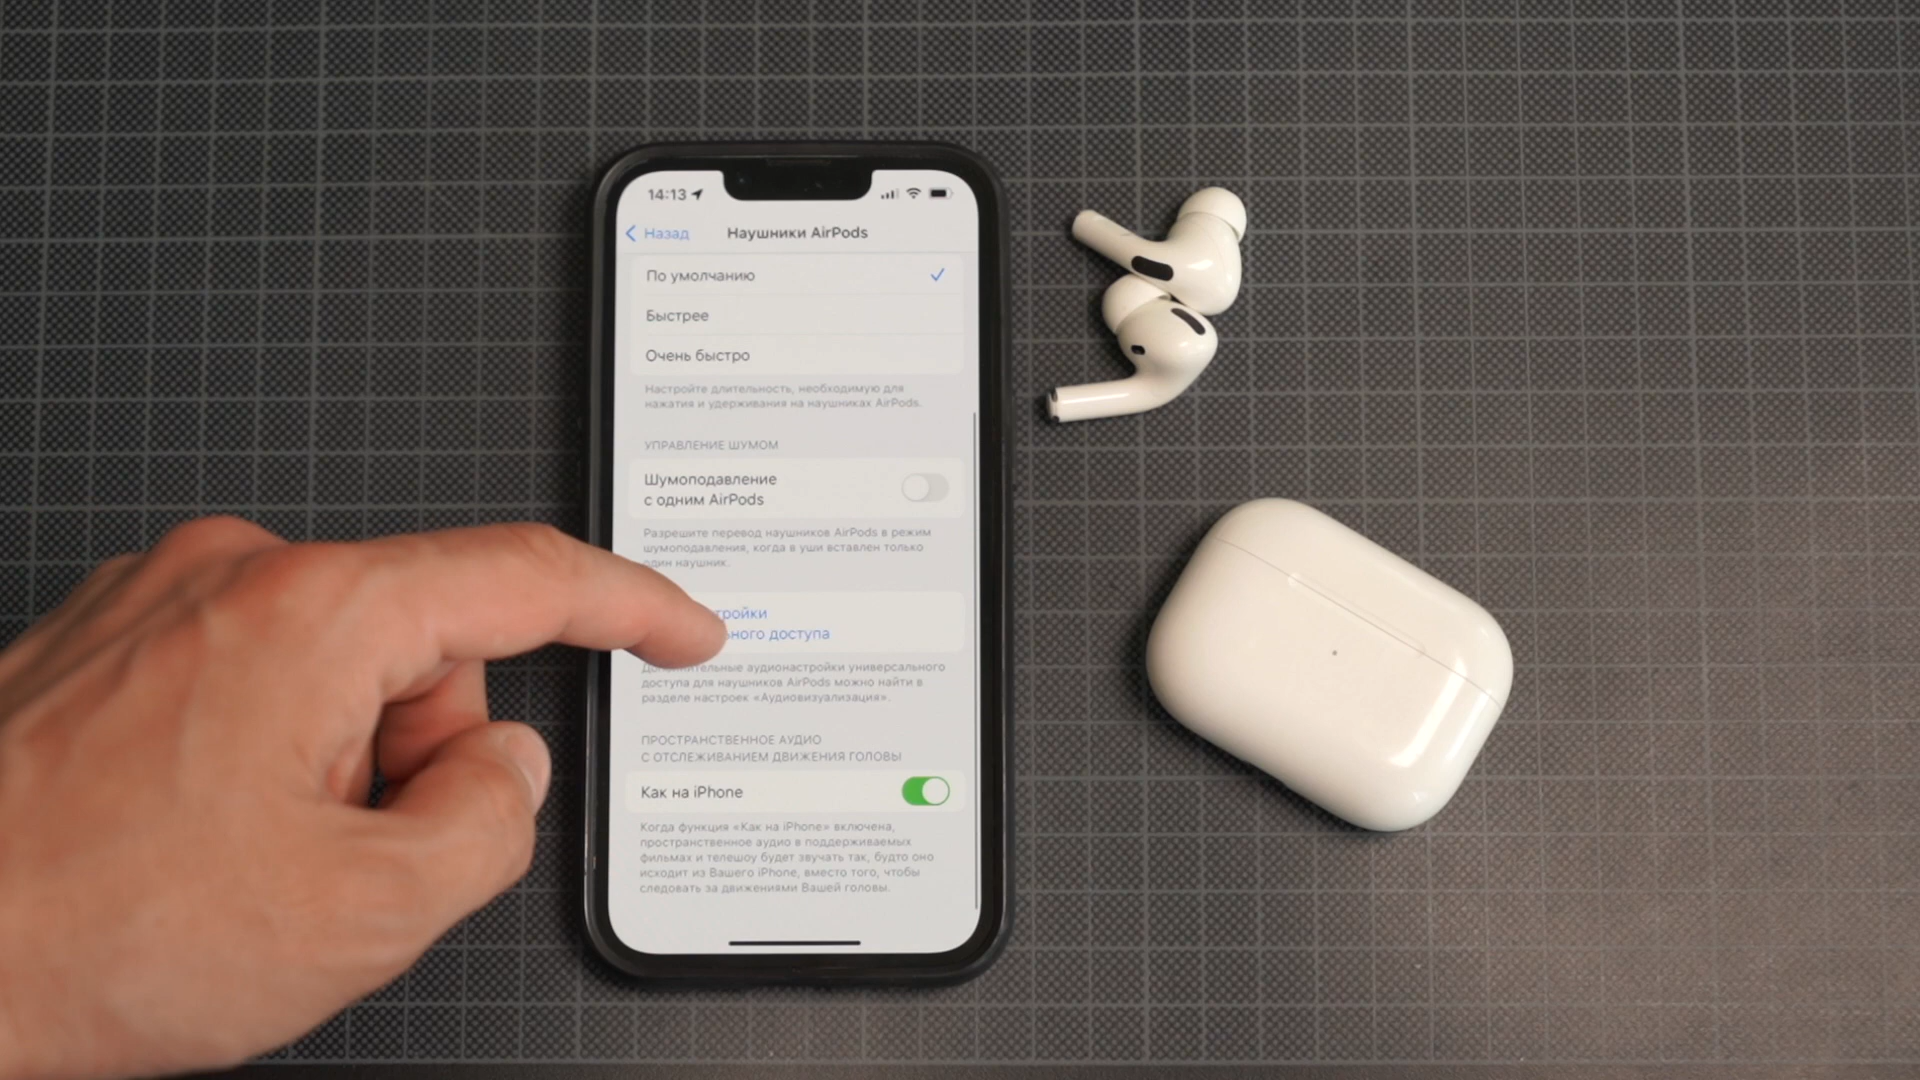 14:13
Назад
Наушники AirPods
По умолчанию
Быстрее
Очень быстро
Настройте длительность, необходимую для
нажатия и удерживания на наушниках AirPods.
УПРАВЛЕНИЕ ШУМОМ
Шумоподавление
с одним AirPods
Разрешите перевод наушников AirPods в режим
шумоподавления, когда в уши вставлен только
один наушник.
тройки
ьного доступа
Дополнительные аудионастройки универсального
доступа для наушников AirPods можно найти в
разделе настроек «Аудиовизуализация».
ПРОСТРАНСТВЕННОЕ АУДИО
С ОТСЛЕЖИВАНИЕМ ДВИЖЕНИЯ ГОЛОВЫ
Как на iPhone
Когда функция «Как на iPhone» включена,
пространственное аудио в поддерживаемых
фильмах и телешоу будет звучать так, будто оно
исходит из Вашего iPhone, вместо того, чтобы
следовать за движениями Вашей головы.